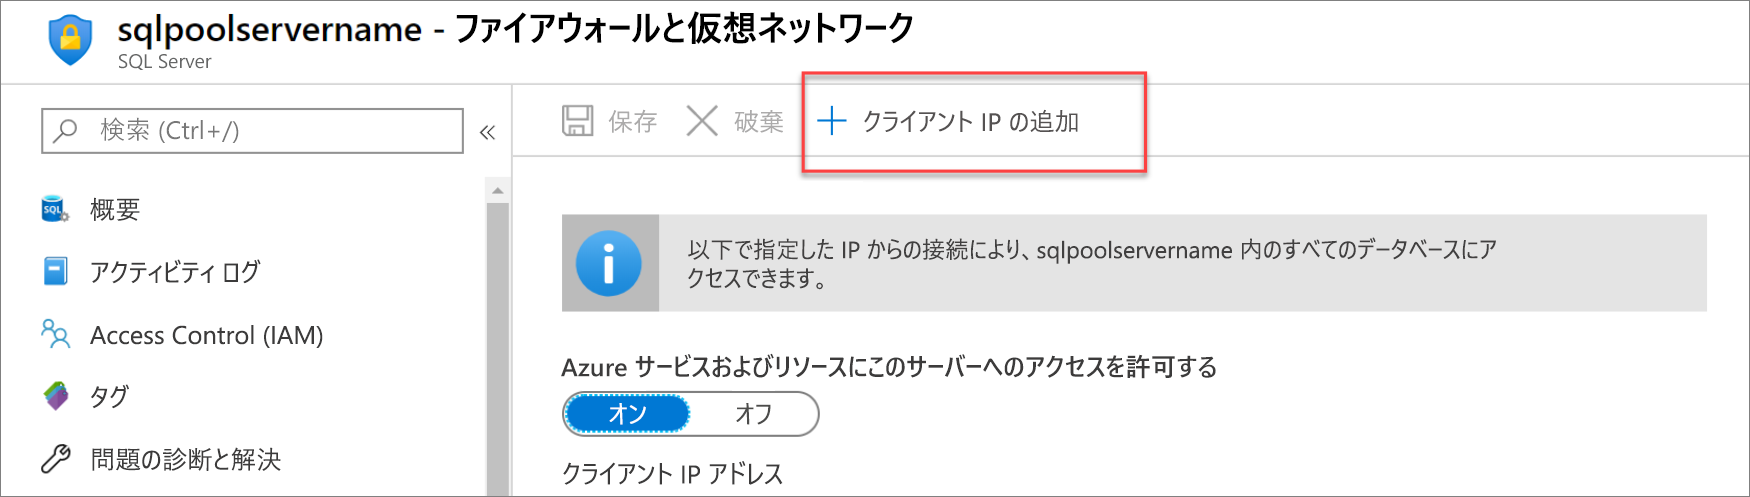 sqlpoolservername - ファイアウォールと仮想ネットワーク
SQL Server
検索 (Ctrl+/)
«
保存
破棄
クライアント IP の追加
概要
アクティビティ ログ
Access Control (IAM)
タグ
問題の診断と解決
以下で指定した IP からの接続により、sqlpoolservername 内のすべてのデータベースにア
クセスできます。
Azure サービスおよびリソースにこのサーバーへのアクセスを許可する
オン オフ
クライアント IP アドレス
SQL